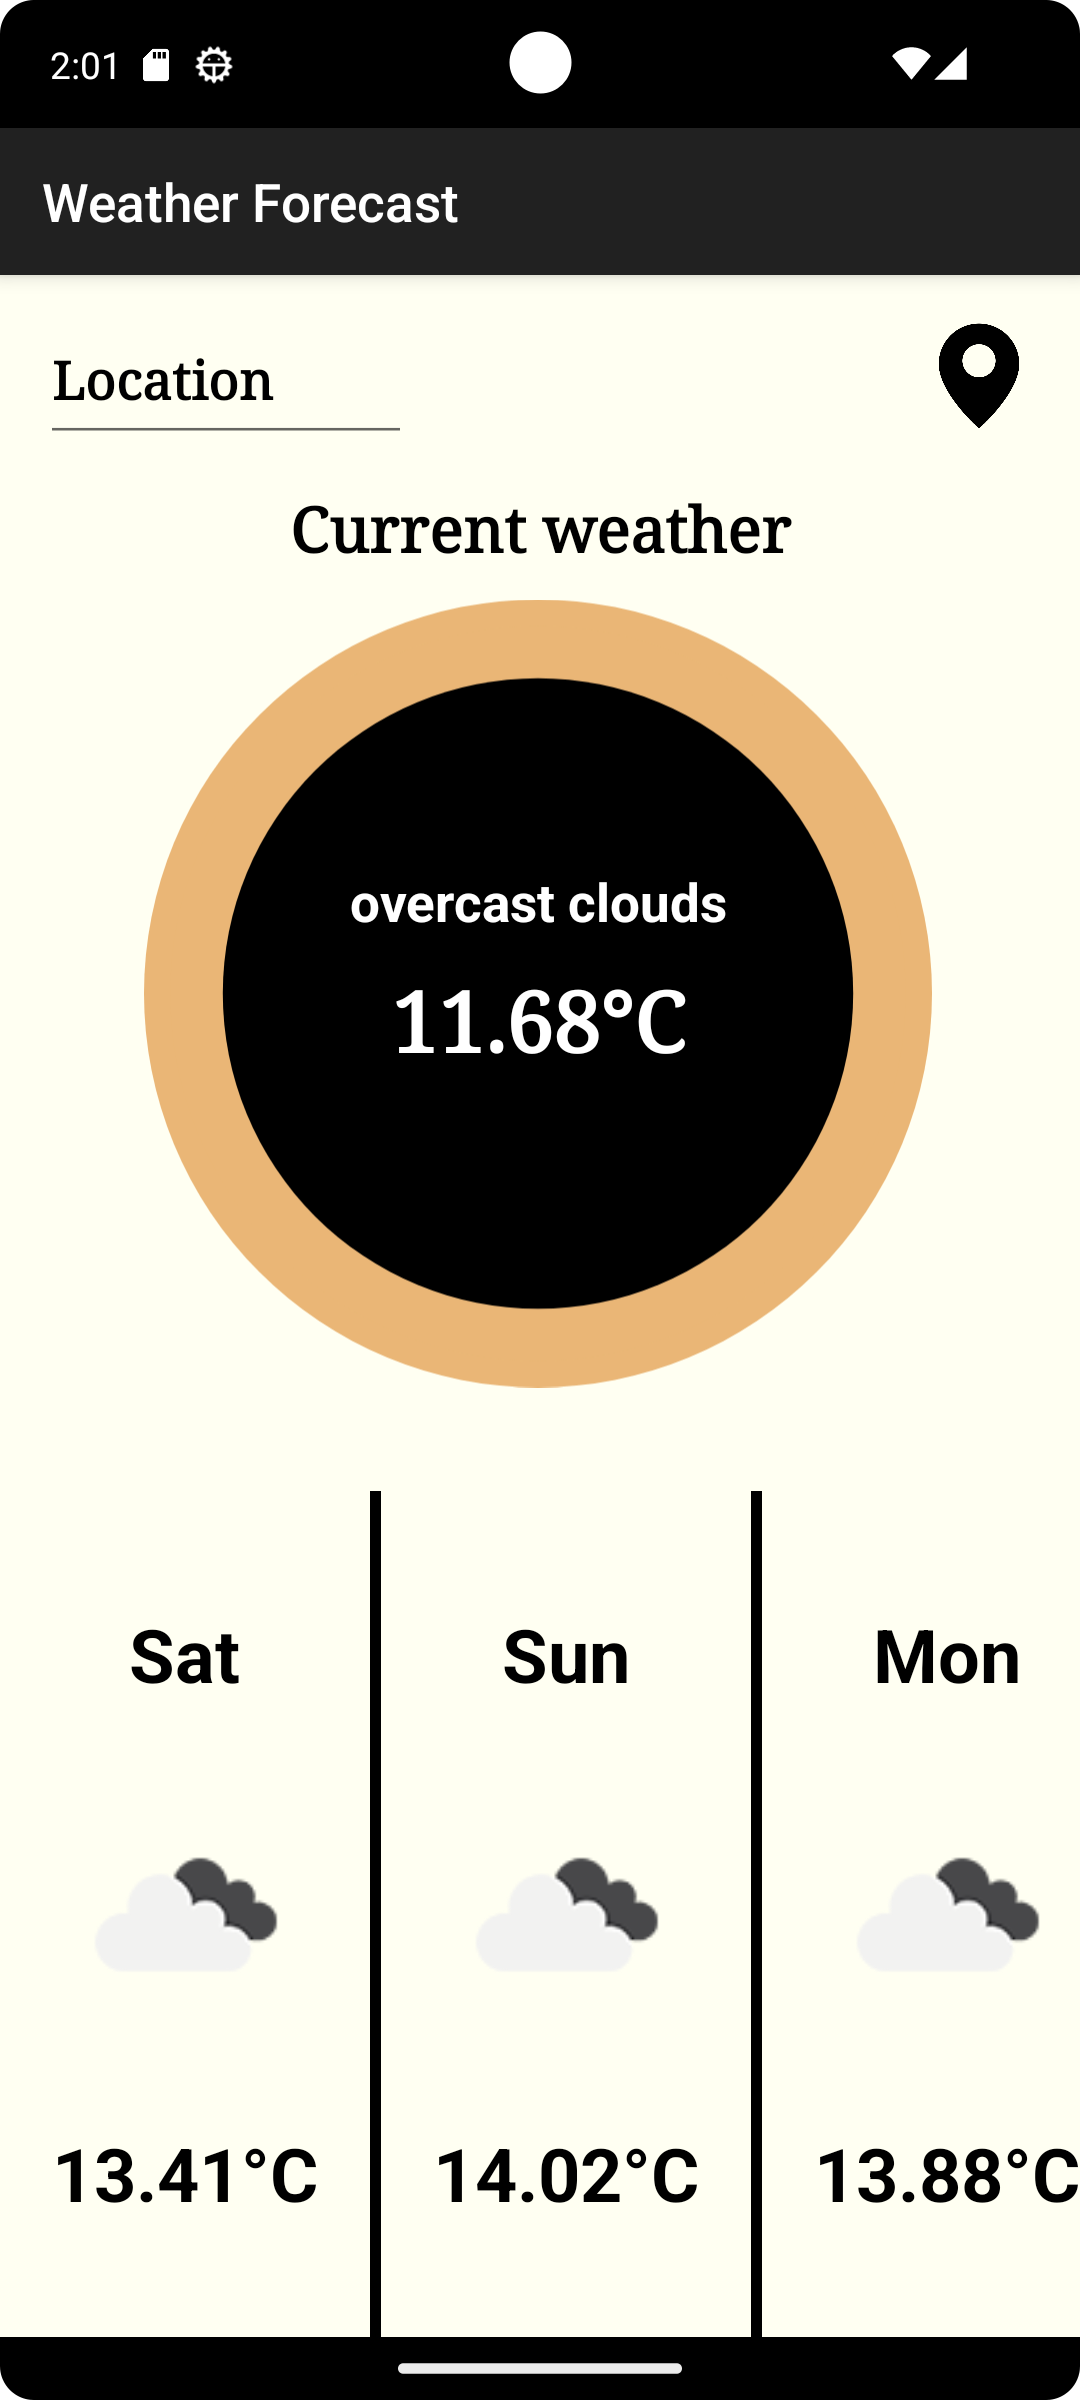 2:01
Weather Forecast
Location
Current weather
overcast clouds
11.68°C
Sat
Sun
Mon
13.41°C
14.02°C
13.88°C